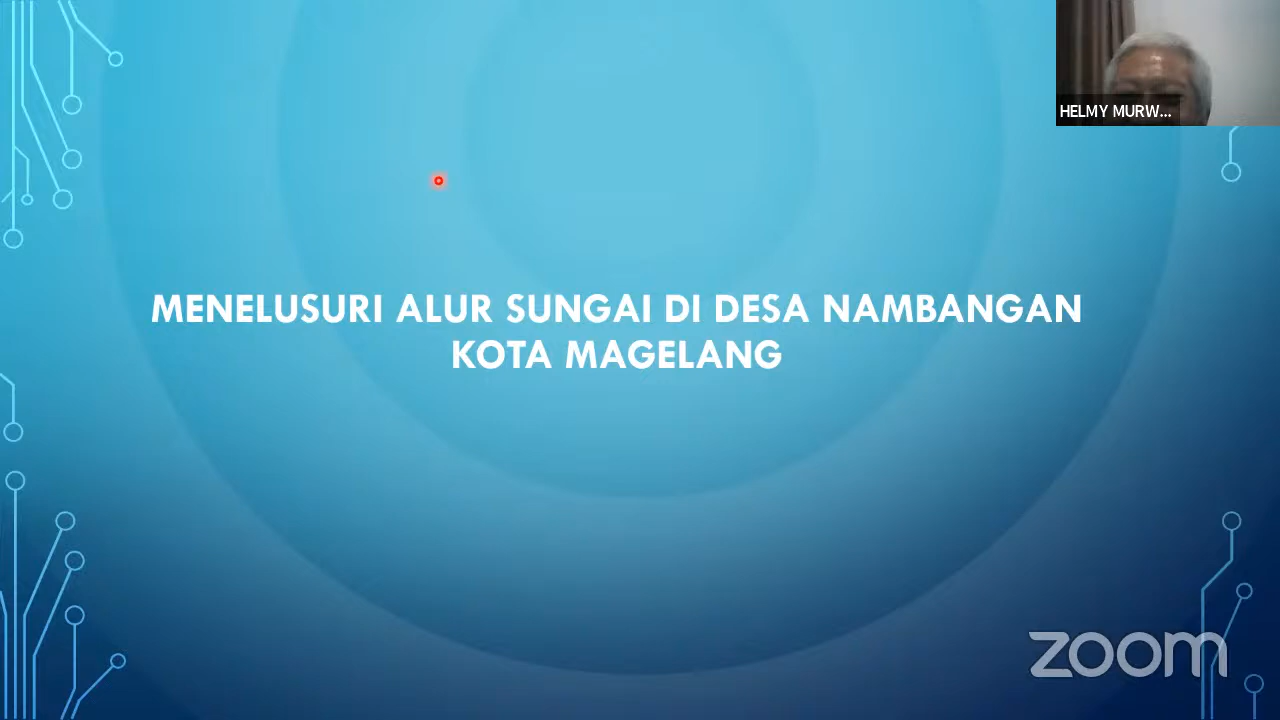 HELMY MURW...
MENELUSURI ALUR SUNGAI DI DESA NAMBANGAN
KOTA MAGELANG
zoom